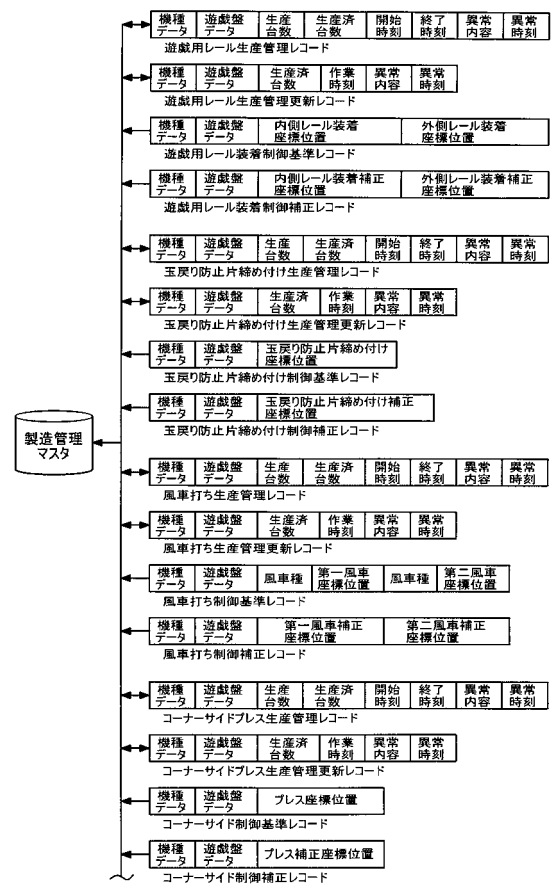 機種データ 遊戯盤データ 生産台数 生産済台数 開始時刻 終了時刻 異常内容 異常時刻
遊戯用レール生産管理レコード
機種データ 遊戯盤データ 生産済台数 作業時刻 異常内容 異常時刻
遊戯用レール生産管理更新レコード
機種データ 遊戯盤データ 内側レール装着座標位置 外側レール装着座標位置
遊戯用レール装着制御基準レコード
機種データ 遊戯盤データ 内側レール装着補正座標位置 外側レール装着補正座標位置
遊戯用レール装着制御補正レコード
機種データ 遊戯盤データ 生産台数 生産済台数 開始時刻 終了時刻 異常内容 異常時刻
玉戻り防止片締め付け生産管理レコード
機種データ 遊戯盤データ 生産済台数 作業時刻 異常内容 異常時刻
玉戻り防止片締め付け生産管理更新レコード
機種データ 遊戯盤データ 玉戻り防止片締め付け座標位置
玉戻り防止片締め付け制御基準レコード
機種データ 遊戯盤データ 玉戻り防止片締め付け補正座標位置
玉戻り防止片締め付け制御補正レコード
製造管理マスタ
機種データ 遊戯盤データ 生産台数 生産済台数 開始時刻 終了時刻 異常内容 異常時刻
風車打ち生産管理レコード
機種データ 遊戯盤データ 生産済台数 作業時刻 異常内容 異常時刻
風車打ち生産管理更新レコード
機種データ 遊戯盤データ 風車種 第一風車座標位置 風車種 第二風車座標位置
風車打ち制御基準レコード
機種データ 遊戯盤データ 第一風車補正座標位置 第二風車補正座標位置
風車打ち制御補正レコード
機種データ 遊戯盤データ 生産台数 生産済台数 開始時刻 終了時刻 異常内容 異常時刻
コーナーサイドプレス生産管理レコード
機種データ 遊戯盤データ 生産済台数 作業時刻 異常内容 異常時刻
コーナーサイドプレス生産管理更新レコード
機種データ 遊戯盤データ プレス座標位置
コーナーサイド制御基準レコード
機種データ 遊戯盤データ プレス補正座標位置
コーナーサイド制御補正レコード